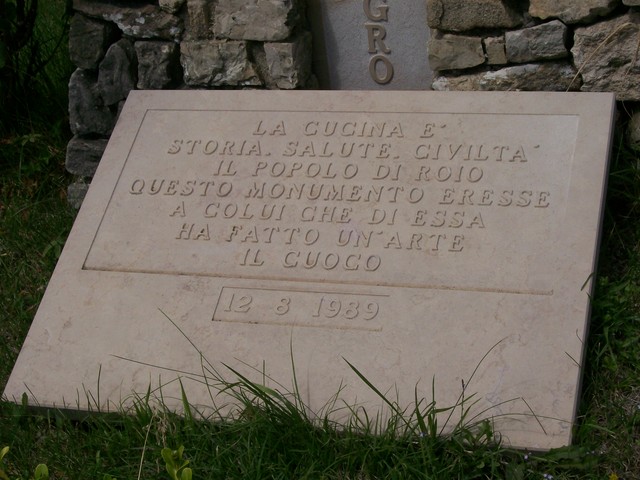 GRO
LA CUCINA E´
STORIA. SALUTE. CIVILTA´
IL POPOLO DI ROIO
QUESTO MONUMENTO ERESSE
A COLUI CHE DI ESSA
HA FATTO UN´ARTE
IL CUOCO
12 8 1989